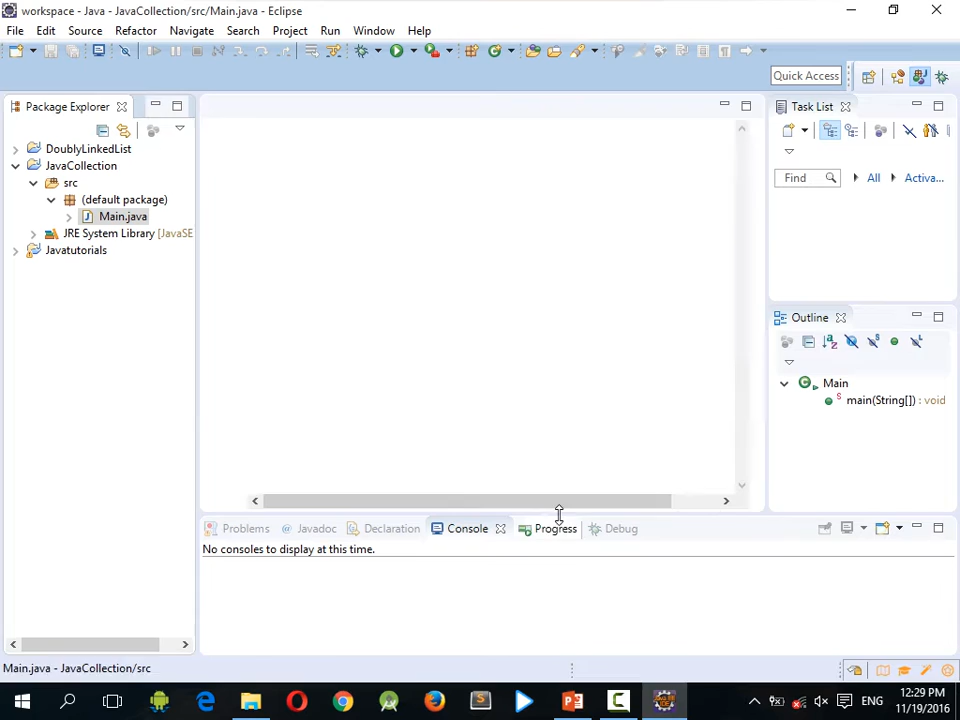 workspace - Java - JavaCollection/src/Main.java - Eclipse
File Edit Source Refactor Navigate Search Project Run Window Help
Quick Access
Package Explorer
DoublyLinkedList
JavaCollection
src
(default package)
Main.java
JRE System Library [JavaSE
Javatutorials
Task List
Find All Activa...
Outline
Main
main(String[]) : void
Problems Javadoc Declaration Console Progress Debug
No consoles to display at this time.
Main.java - JavaCollection/src
ENG
12:29 PM
11/19/2016